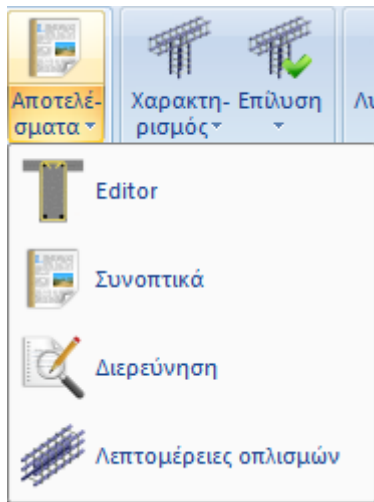 Αποτελέ-
σματα
Χαρακτη-
ρισμός
Επίλυση
Editor
Συνοπτικά
Διερεύνηση
Λεπτομέρειες οπλισμών